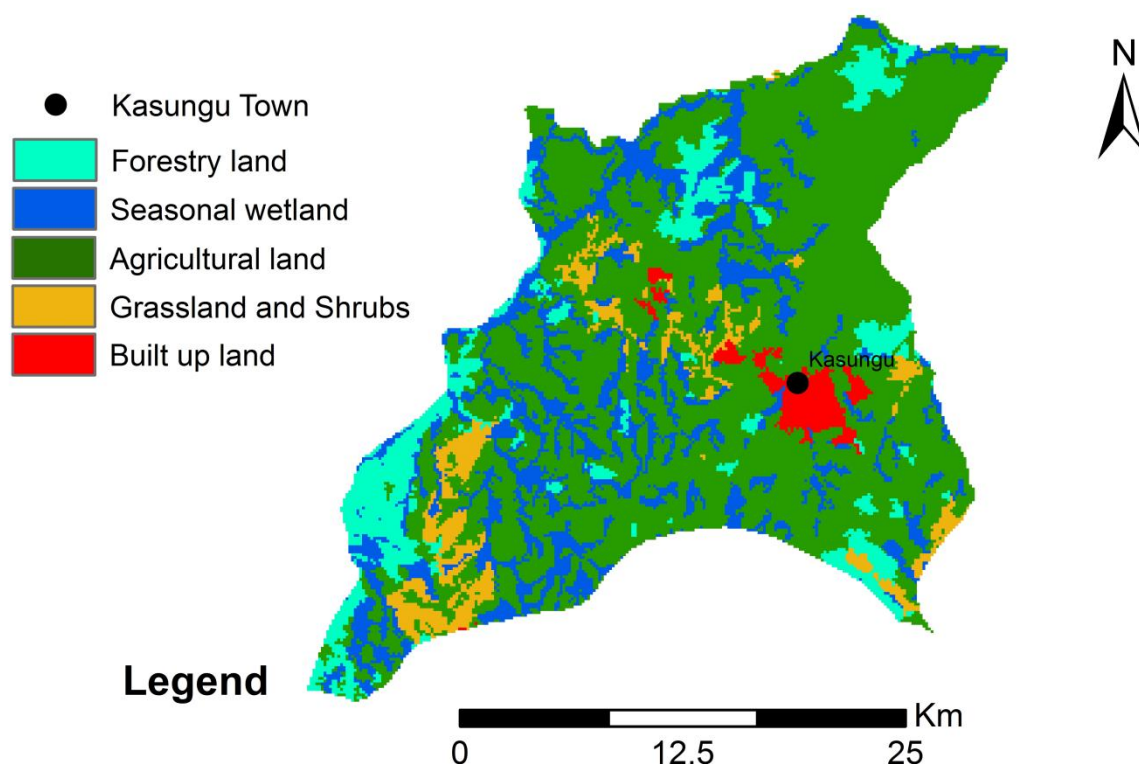 N
Kasungu Town
Forestry land
Seasonal wetland
Agricultural land
Grassland and Shrubs
Built up land
Kasungu
Legend
Km
0 12.5 25